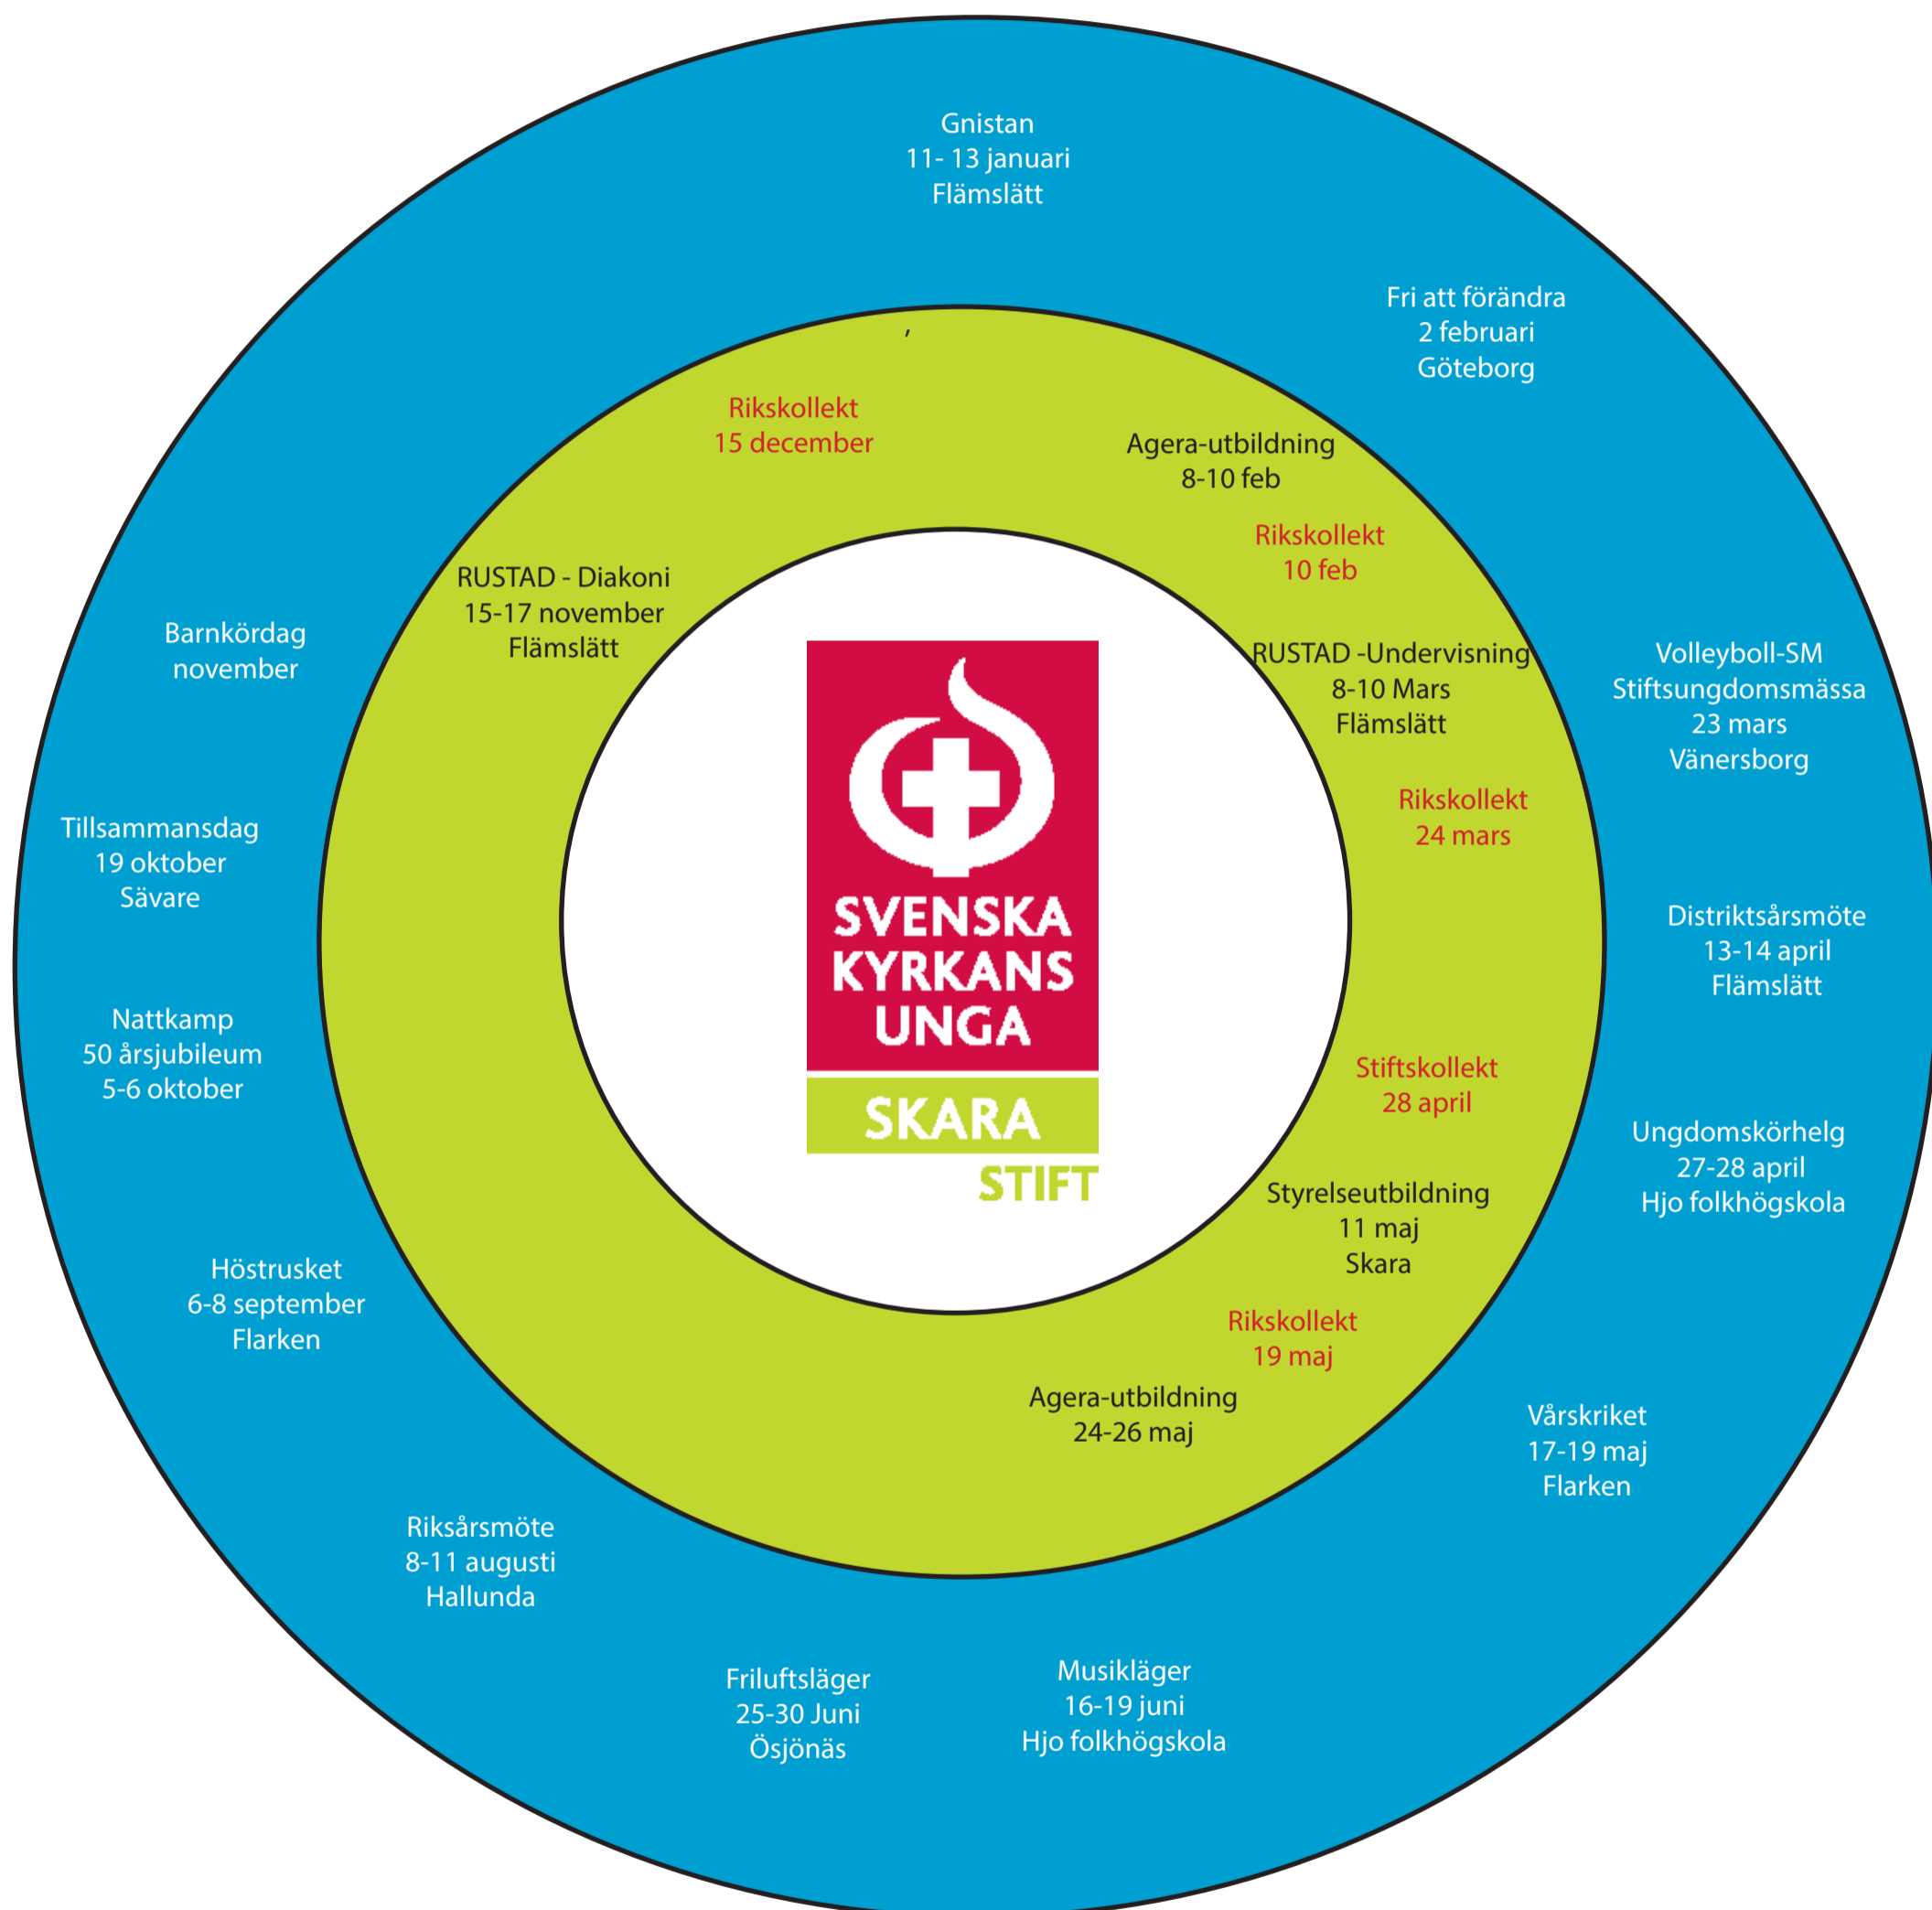 Gnistan
11- 13 januari
Flämslätt
Fri att förändra
2 februari
Göteborg
Volleyboll-SM
Stiftsungdomsmässa
23 mars
Vänersborg
Distriktsårsmöte
13-14 april
Flämslätt
Ungdomskörhelg
27-28 april
Hjo folkhögskola
Vårskriket
17-19 maj
Flarken
Musikläger
16-19 juni
Hjo folkhögskola
Friluftsläger
25-30 Juni
Ösjönäs
Riksårsmöte
8-11 augusti
Hallunda
Höstrusket
6-8 september
Flarken
Nattkamp
50 årsjubileum
5-6 oktober
Tillsammansdag
19 oktober
Sävare
Barnkördag
november
,
Agera-utbildning
8-10 feb
Rikskollekt
10 feb
RUSTAD -Undervisning
8-10 Mars
Flämslätt
Rikskollekt
24 mars
Stiftskollekt
28 april
Styrelseutbildning
11 maj
Skara
Rikskollekt
19 maj
Agera-utbildning
24-26 maj
RUSTAD - Diakoni
15-17 november
Flämslätt
Rikskollekt
15 december
SVENSKA
KYRKANS
UNGA
SKARA
STIFT